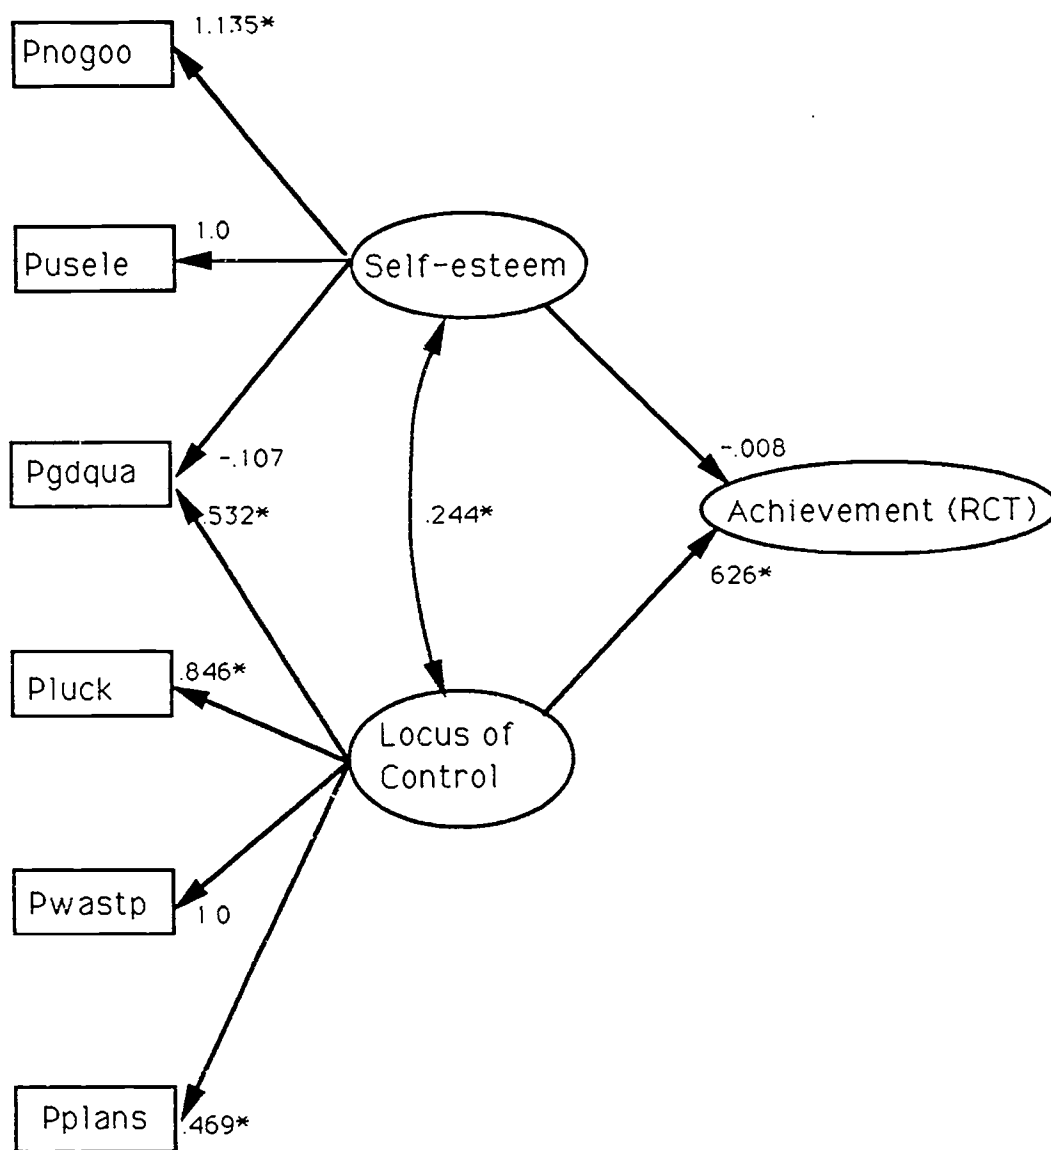 1.135*
Pnogoo
1.0
Pusele
Self-esteem
Pgdqua
-.107
.532*
.244*
-.008
Achievement (RCT)
626*
Pluck
.846*
Locus of
Control
Pwastp
1 0
Pplans
.469*